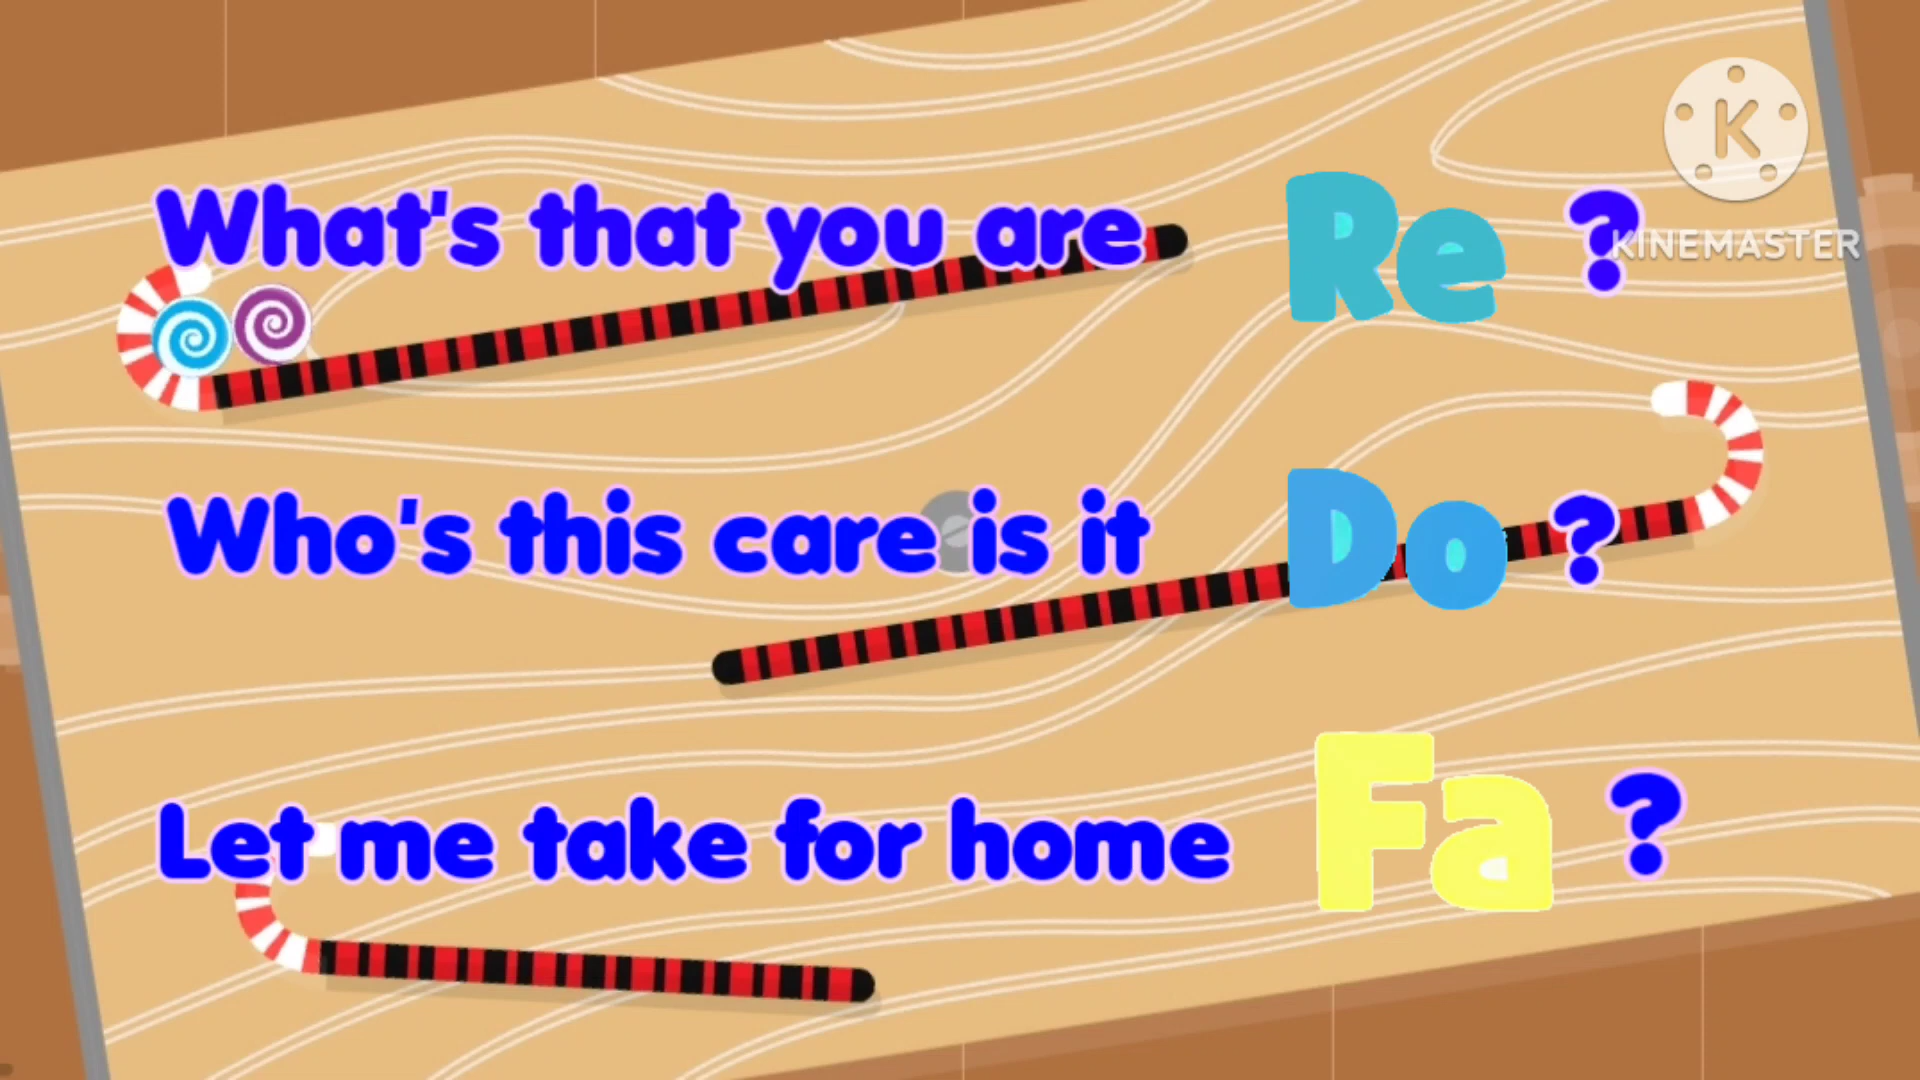 What's that you are Re ?
K
KINEMASTER
Who's this care is it Do ?
Let me take for home Fa ?